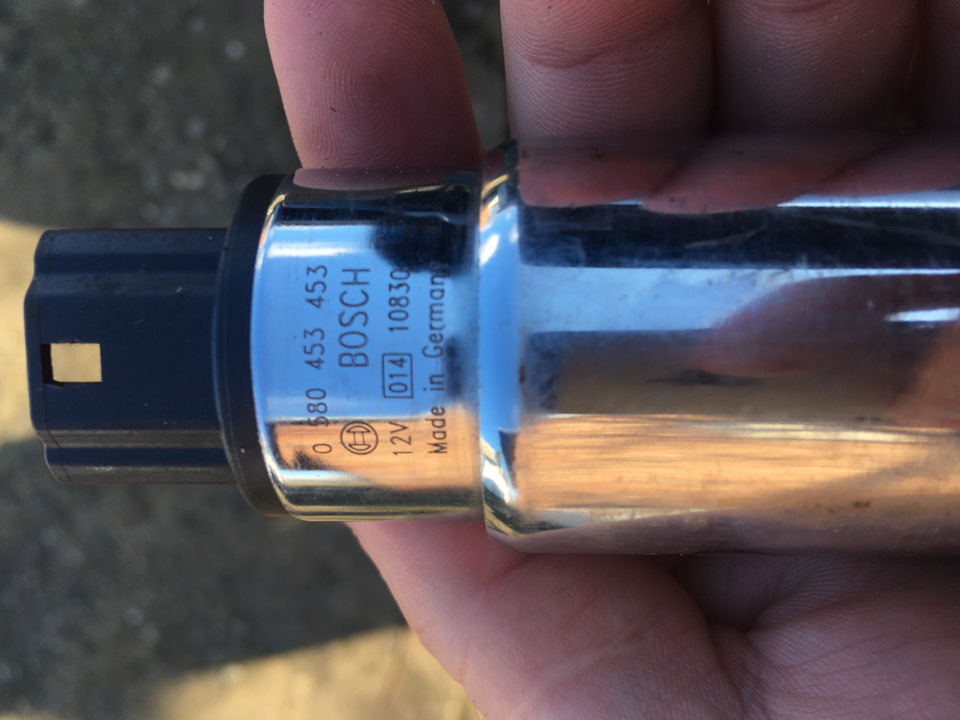 0 580 453 453
BOSCH
12V 014 10830
Made in Germany